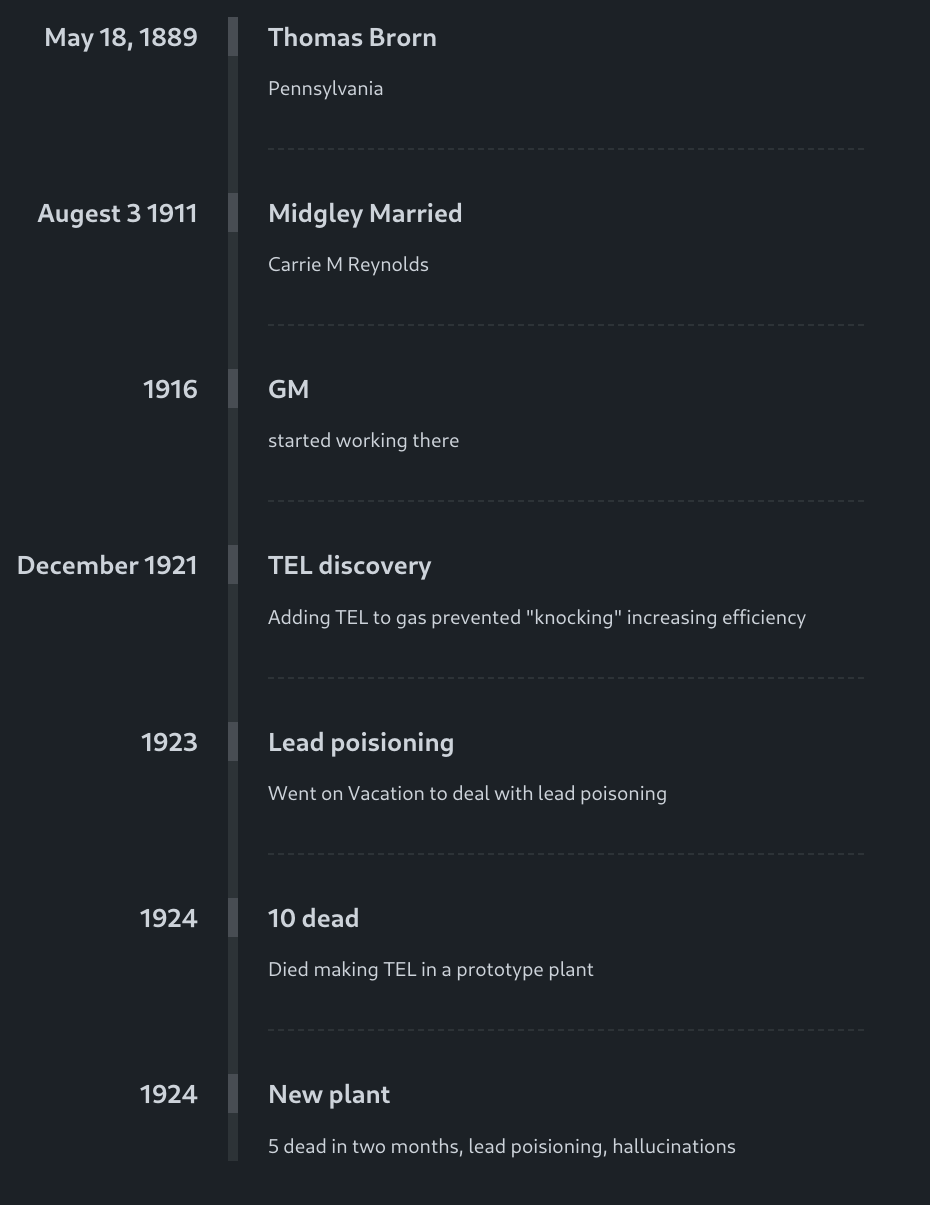 May 18, 1889
Thomas Brorn
Pennsylvania
Augest 3 1911
Midgley Married
Carrie M Reynolds
1916
GM
started working there
December 1921
TEL discovery
Adding TEL to gas prevented "knocking" increasing efficiency
1923
Lead poisioning
Went on Vacation to deal with lead poisoning
1924
10 dead
Died making TEL in a prototype plant
1924
New plant
5 dead in two months, lead poisioning, hallucinations